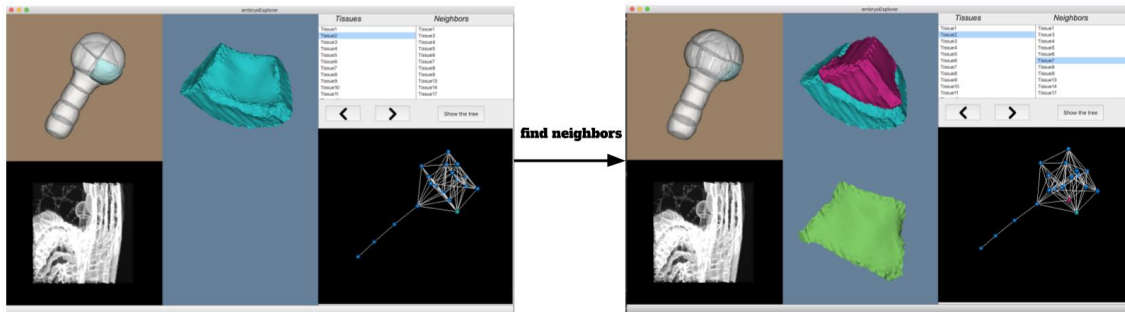 embryoExplorer
Tissues
Neighbors
Tissue1
Tissue2
Tissue3
Tissue4
Tissue5
Tissue6
Tissue7
Tissue8
Tissue9
Tissue10
Tissue11
Tissue1
Tissue3
Tissue4
Tissue5
Tissue6
Tissue7
Tissue8
Tissue9
Tissue13
Tissue14
Tissue17
Show the tree
find neighbors
embryoExplorer
Tissues
Neighbors
Tissue1
Tissue2
Tissue3
Tissue4
Tissue5
Tissue6
Tissue7
Tissue8
Tissue9
Tissue10
Tissue11
Tissue1
Tissue3
Tissue4
Tissue5
Tissue6
Tissue7
Tissue8
Tissue9
Tissue13
Tissue14
Tissue17
Show the tree